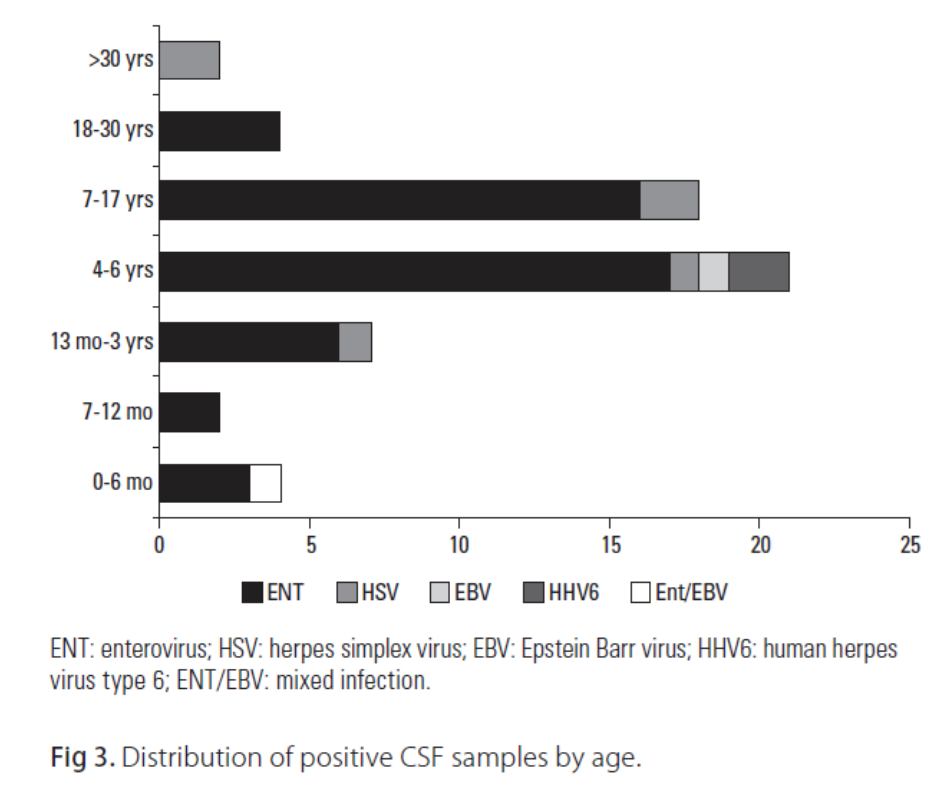 >30 yrs
18-30 yrs
7-17 yrs
4-6 yrs
13 mo-3 yrs
7-12 mo
0-6 mo
0 5 10 15 20 25
ENT HSV EBV HHV6 Ent/EBV
ENT: enterovirus; HSV: herpes simplex virus; EBV: Epstein Barr virus; HHV6: human herpes
virus type 6; ENT/EBV: mixed infection.
Fig 3. Distribution of positive CSF samples by age.